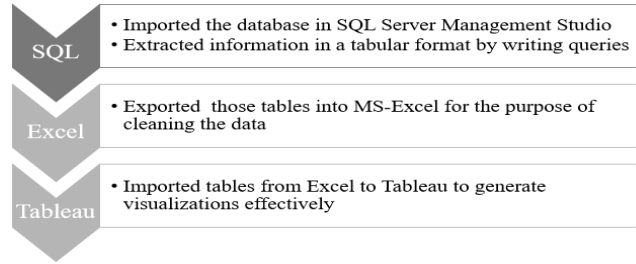 SQL
• Imported the database in SQL Server Management Studio
• Extracted information in a tabular format by writing queries
Excel
• Exported those tables into MS-Excel for the purpose of
cleaning the data
Tableau
• Imported tables from Excel to Tableau to generate
visualizations effectively